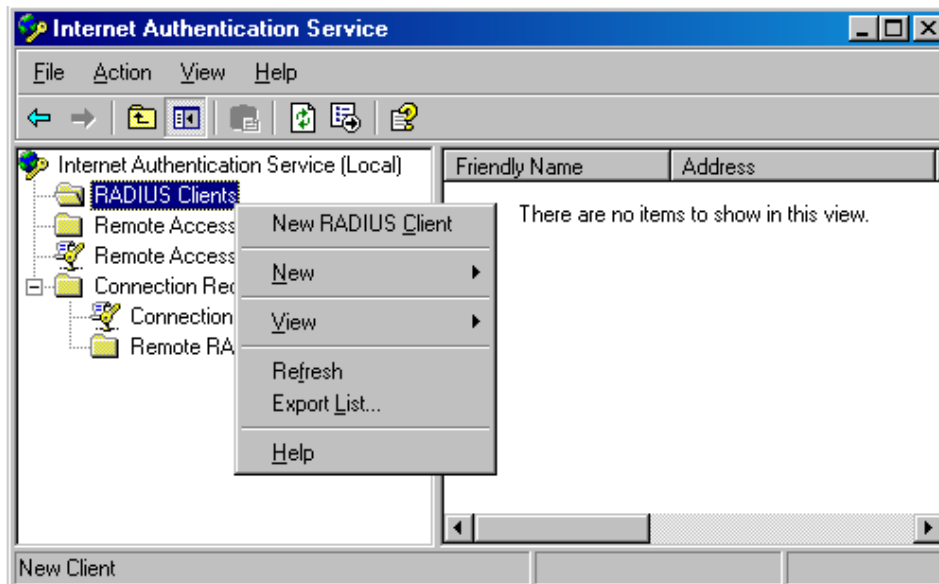 Internet Authentication Service
File Action View Help
Internet Authentication Service (Local)
RADIUS Clients
Remote Access
Remote Access
Connection Rec
Connection
Remote RA
New RADIUS Client
New
View
Refresh
Export List...
Help
Friendly Name Address
There are no items to show in this view.
New Client